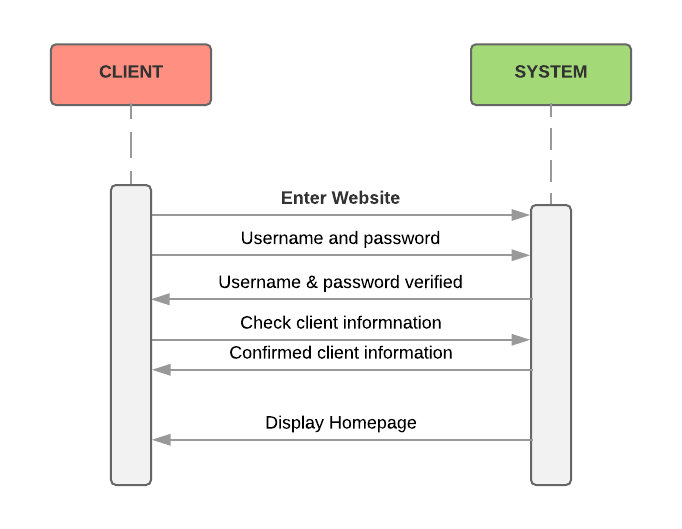 CLIENT
SYSTEM
Enter Website
Username and password
Username & password verified
Check client informnation
Confirmed client information
Display Homepage